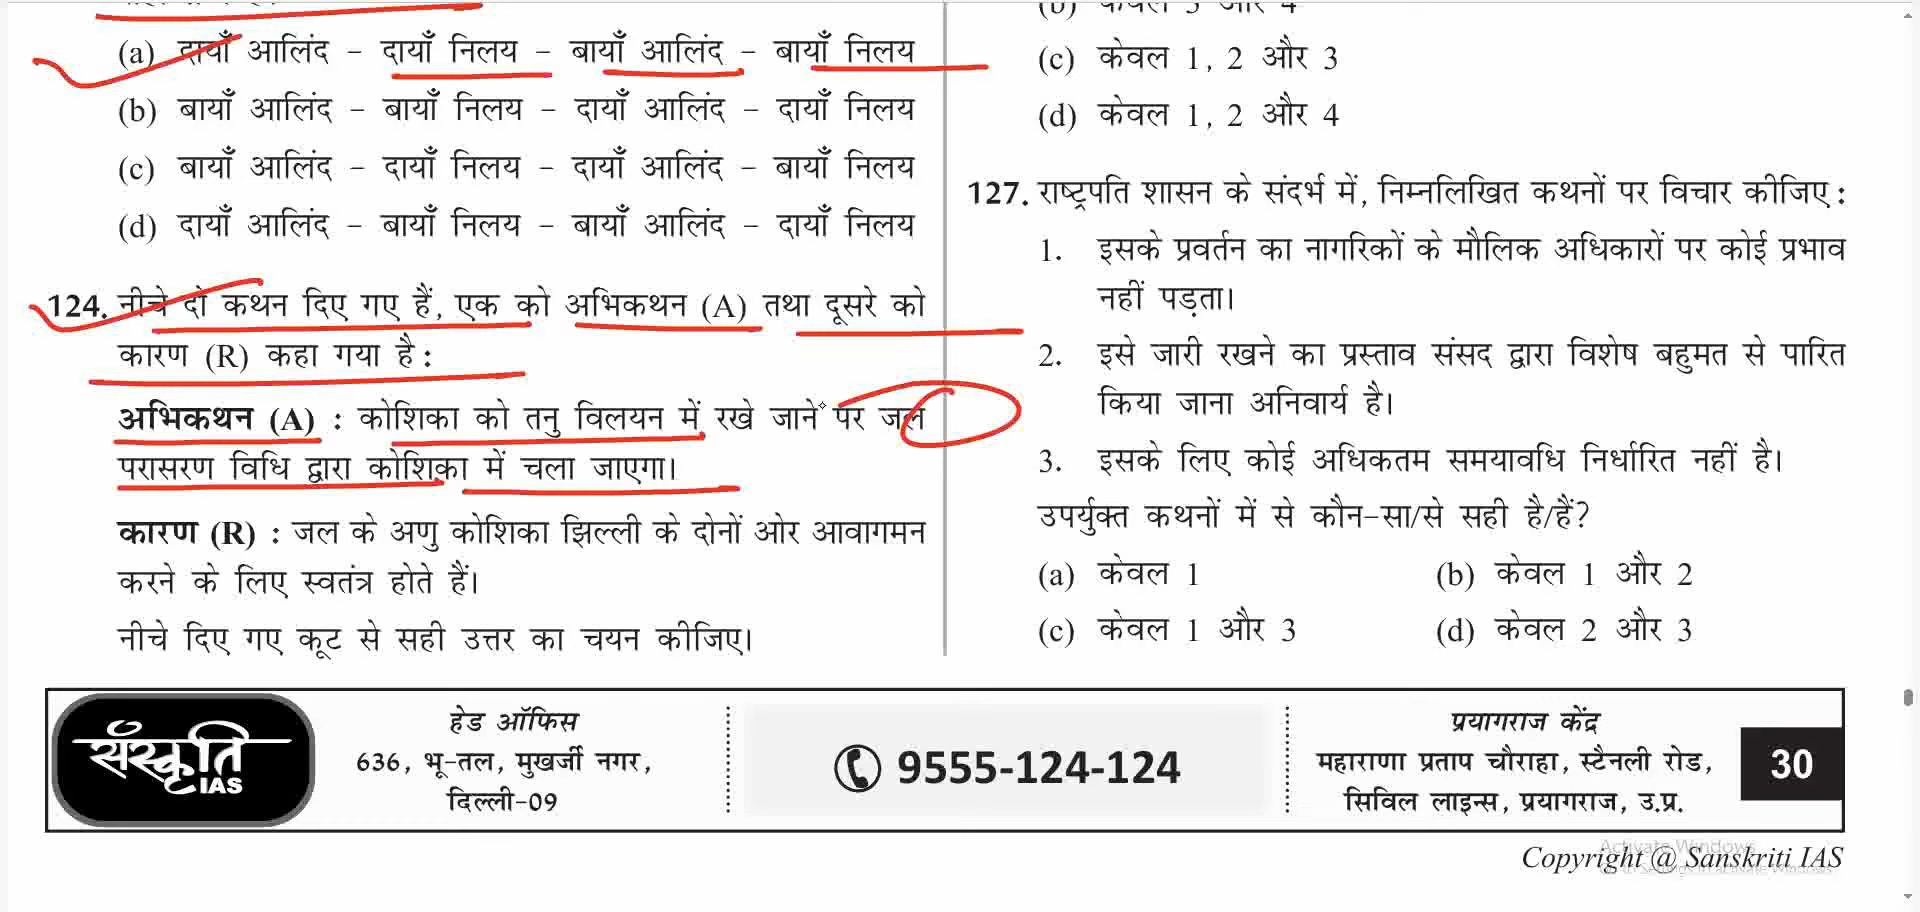 (a) दायाँ आलिंद – दायाँ निलय – बायाँ आलिंद – बायाँ निलय
(b) बायाँ आलिंद – बायाँ निलय – दायाँ आलिंद – दायाँ निलय
(c) बायाँ आलिंद – दायाँ निलय – दायाँ आलिंद – बायाँ निलय
(d) दायाँ आलिंद – बायाँ निलय – बायाँ आलिंद – दायाँ निलय
124. नीचे दो कथन दिए गए हैं, एक को अभिकथन (A) तथा दूसरे को
कारण (R) कहा गया है :
अभिकथन (A) : कोशिका को तनु विलयन में रखे जाने पर जल
परासरण विधि द्वारा कोशिका में चला जाएगा।
कारण (R) : जल के अणु कोशिका झिल्ली के दोनों ओर आवागमन
करने के लिए स्वतंत्र होते हैं।
नीचे दिए गए कूट से सही उत्तर का चयन कीजिए।
(b) केवल 3 और 4
(c) केवल 1, 2 और 3
(d) केवल 1, 2 और 4
127. राष्ट्रपति शासन के संदर्भ में, निम्नलिखित कथनों पर विचार कीजिए :
1. इसके प्रवर्तन का नागरिकों के मौलिक अधिकारों पर कोई प्रभाव
नहीं पड़ता।
2. इसे जारी रखने का प्रस्ताव संसद द्वारा विशेष बहुमत से पारित
किया जाना अनिवार्य है।
3. इसके लिए कोई अधिकतम समयावधि निर्धारित नहीं है।
उपर्युक्त कथनों में से कौन-सा/से सही है/हैं?
(a) केवल 1 (b) केवल 1 और 2
(c) केवल 1 और 3 (d) केवल 2 और 3
संस्कृति
IAS
हेड ऑफिस
636, भू-तल, मुखर्जी नगर,
दिल्ली-09
9555-124-124
प्रयागराज केंद्र
महाराणा प्रताप चौराहा, स्टैनली रोड,
सिविल लाइन्स, प्रयागराज, उ.प्र.
30
Activate Windows
Copyright @ Sanskriti IAS